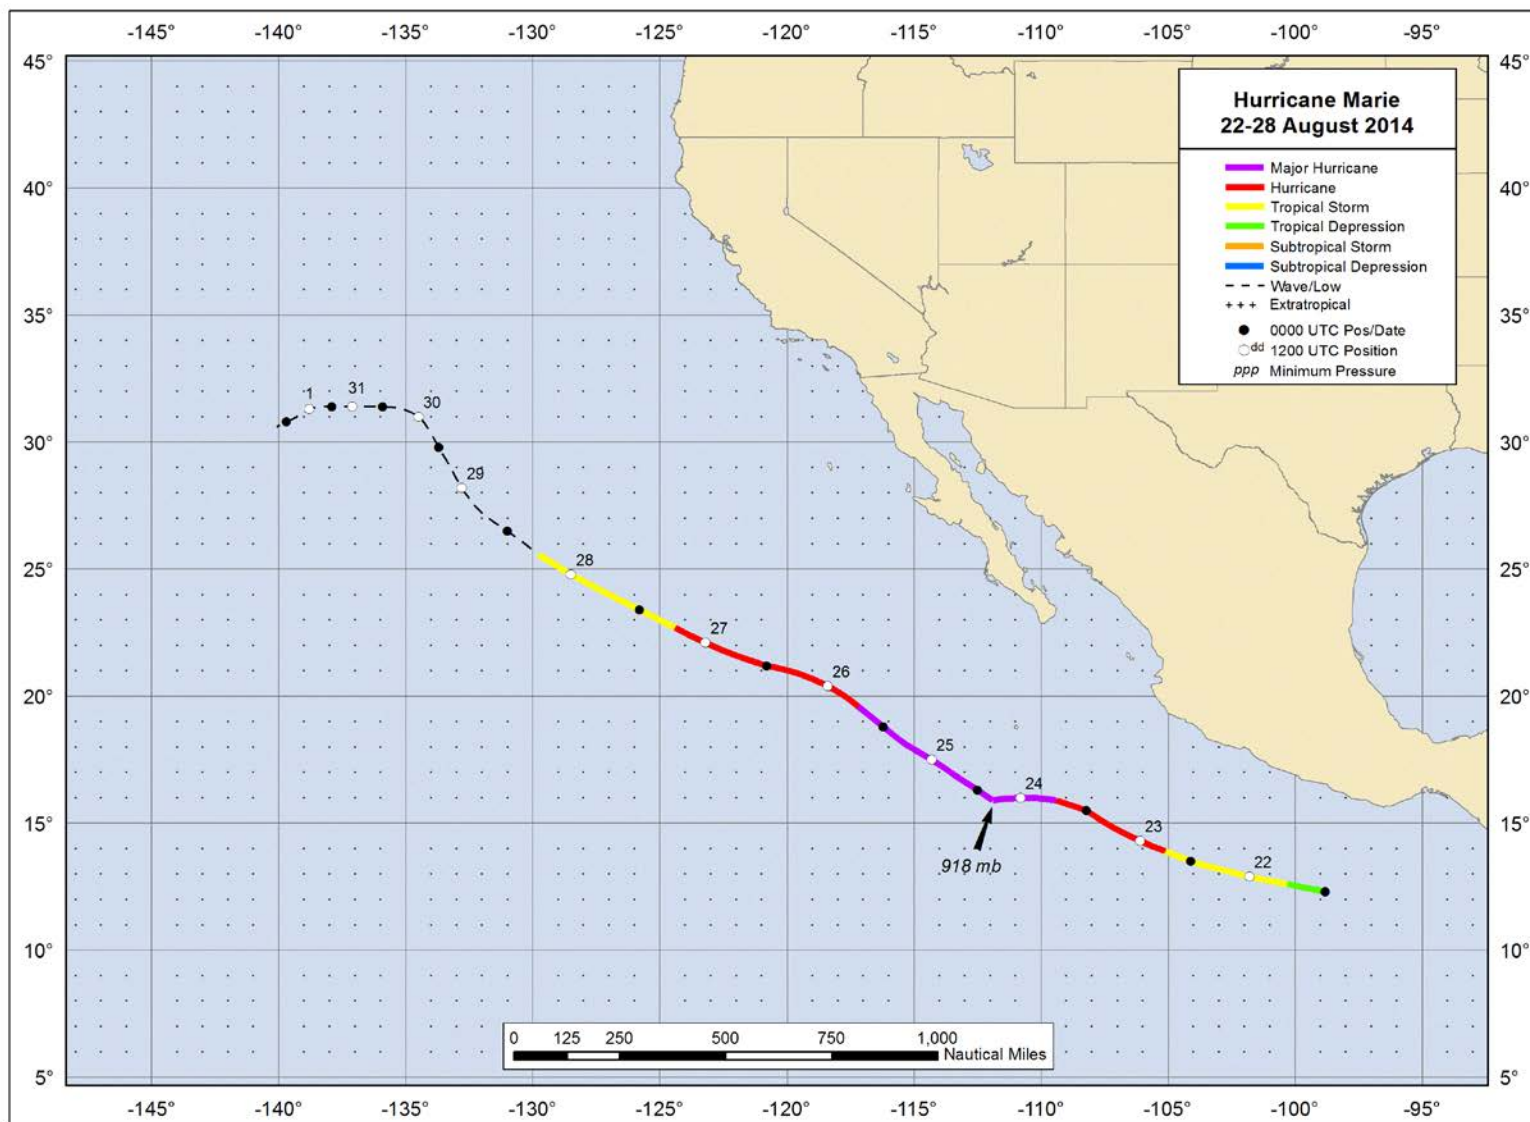 -145° -140° -135° -130° -125° -120° -115° -110° -105° -100° -95°
45° 45°
Hurricane Marie
22-28 August 2014
Major Hurricane
Hurricane
Tropical Storm
Tropical Depression
Subtropical Storm
Subtropical Depression
Wave/Low
+++ Extratropical
0000 UTC Pos/Date
dd 1200 UTC Position
ppp Minimum Pressure
40° 40°
35° 35°
1 31 30
30° 30°
29
28
25° 25°
27
26
20° 20°
25
24
15° 15°
23
918 mb
22
10° 10°
0 125 250 500 750 1,000
Nautical Miles
5° 5°
-145° -140° -135° -130° -125° -120° -115° -110° -105° -100° -95°